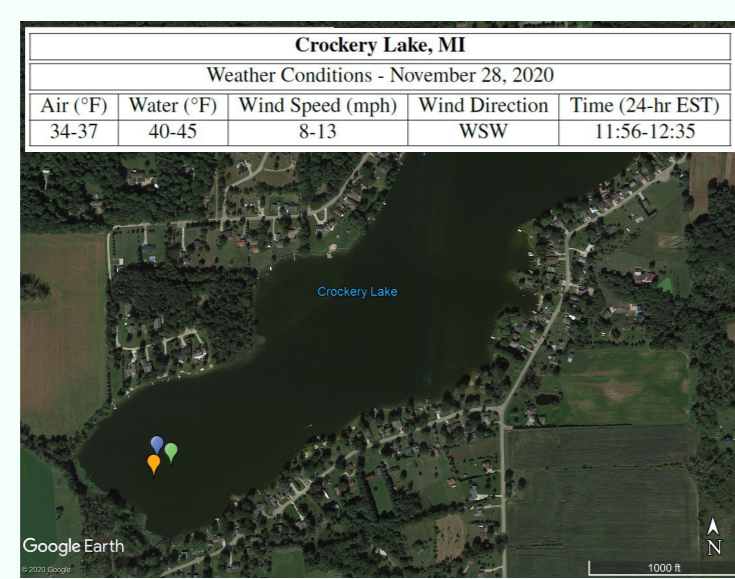 Crockery Lake, MI
Weather Conditions - November 28, 2020
Air (°F) Water (°F) Wind Speed (mph) Wind Direction Time (24-hr EST)
34-37 40-45 8-13 WSW 11:56-12:35
Crockery Lake
Google Earth
N
© 2020 Google
1000 ft